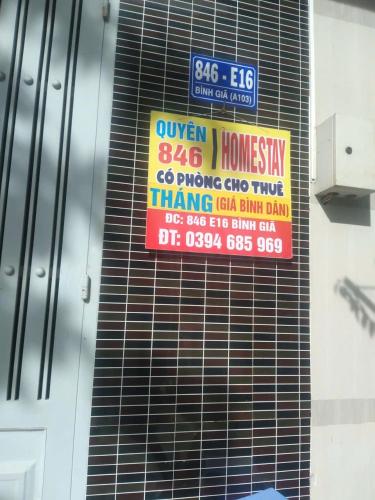 846 - E16
BÌNH GIÃ (A103)
QUYÊN
846
HOMESTAY
CÓ PHÒNG CHO THUÊ
THÁNG (GIÁ BÌNH DÂN)
ĐC: 846 E16 BÌNH GIÃ
ĐT: 0394 685 969